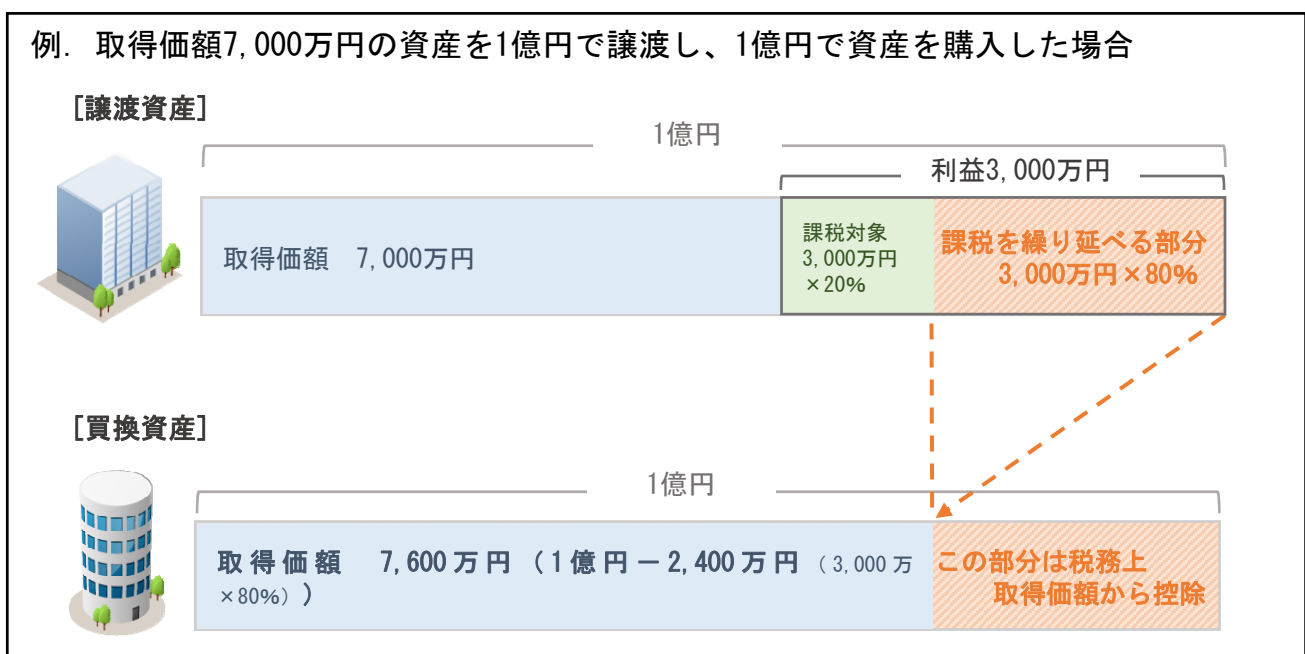 例. 取得価額7,000万円の資産を1億円で譲渡し、1億円で資産を購入した場合
[譲渡資産]
1億円
利益3,000万円
取得価額 7,000万円
課税対象
3,000万円
×20%
課税を繰り延べる部分
3,000万円×80%
[買換資産]
1億円
取得価額 7,600万円(1億円－2,400万円(3,000万
×80%))
この部分は税務上
取得価額から控除